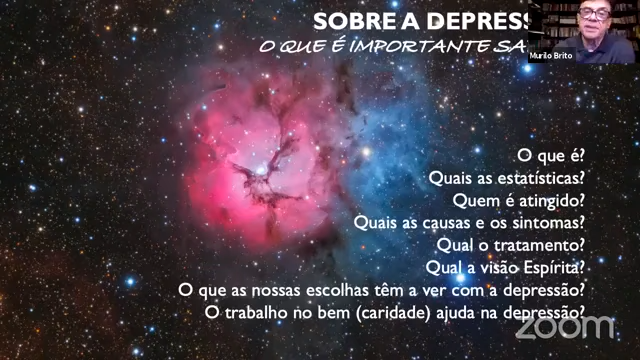 SOBRE A DEPRESS
O QUE É IMPORTANTE SA
Murilo Brito
O que é?
Quais as estatísticas?
Quem é atingido?
Quais as causas e os sintomas?
Qual o tratamento?
Qual a visão Espírita?
O que as nossas escolhas têm a ver com a depressão?
O trabalho no bem (caridade) ajuda na depressão?
zoom